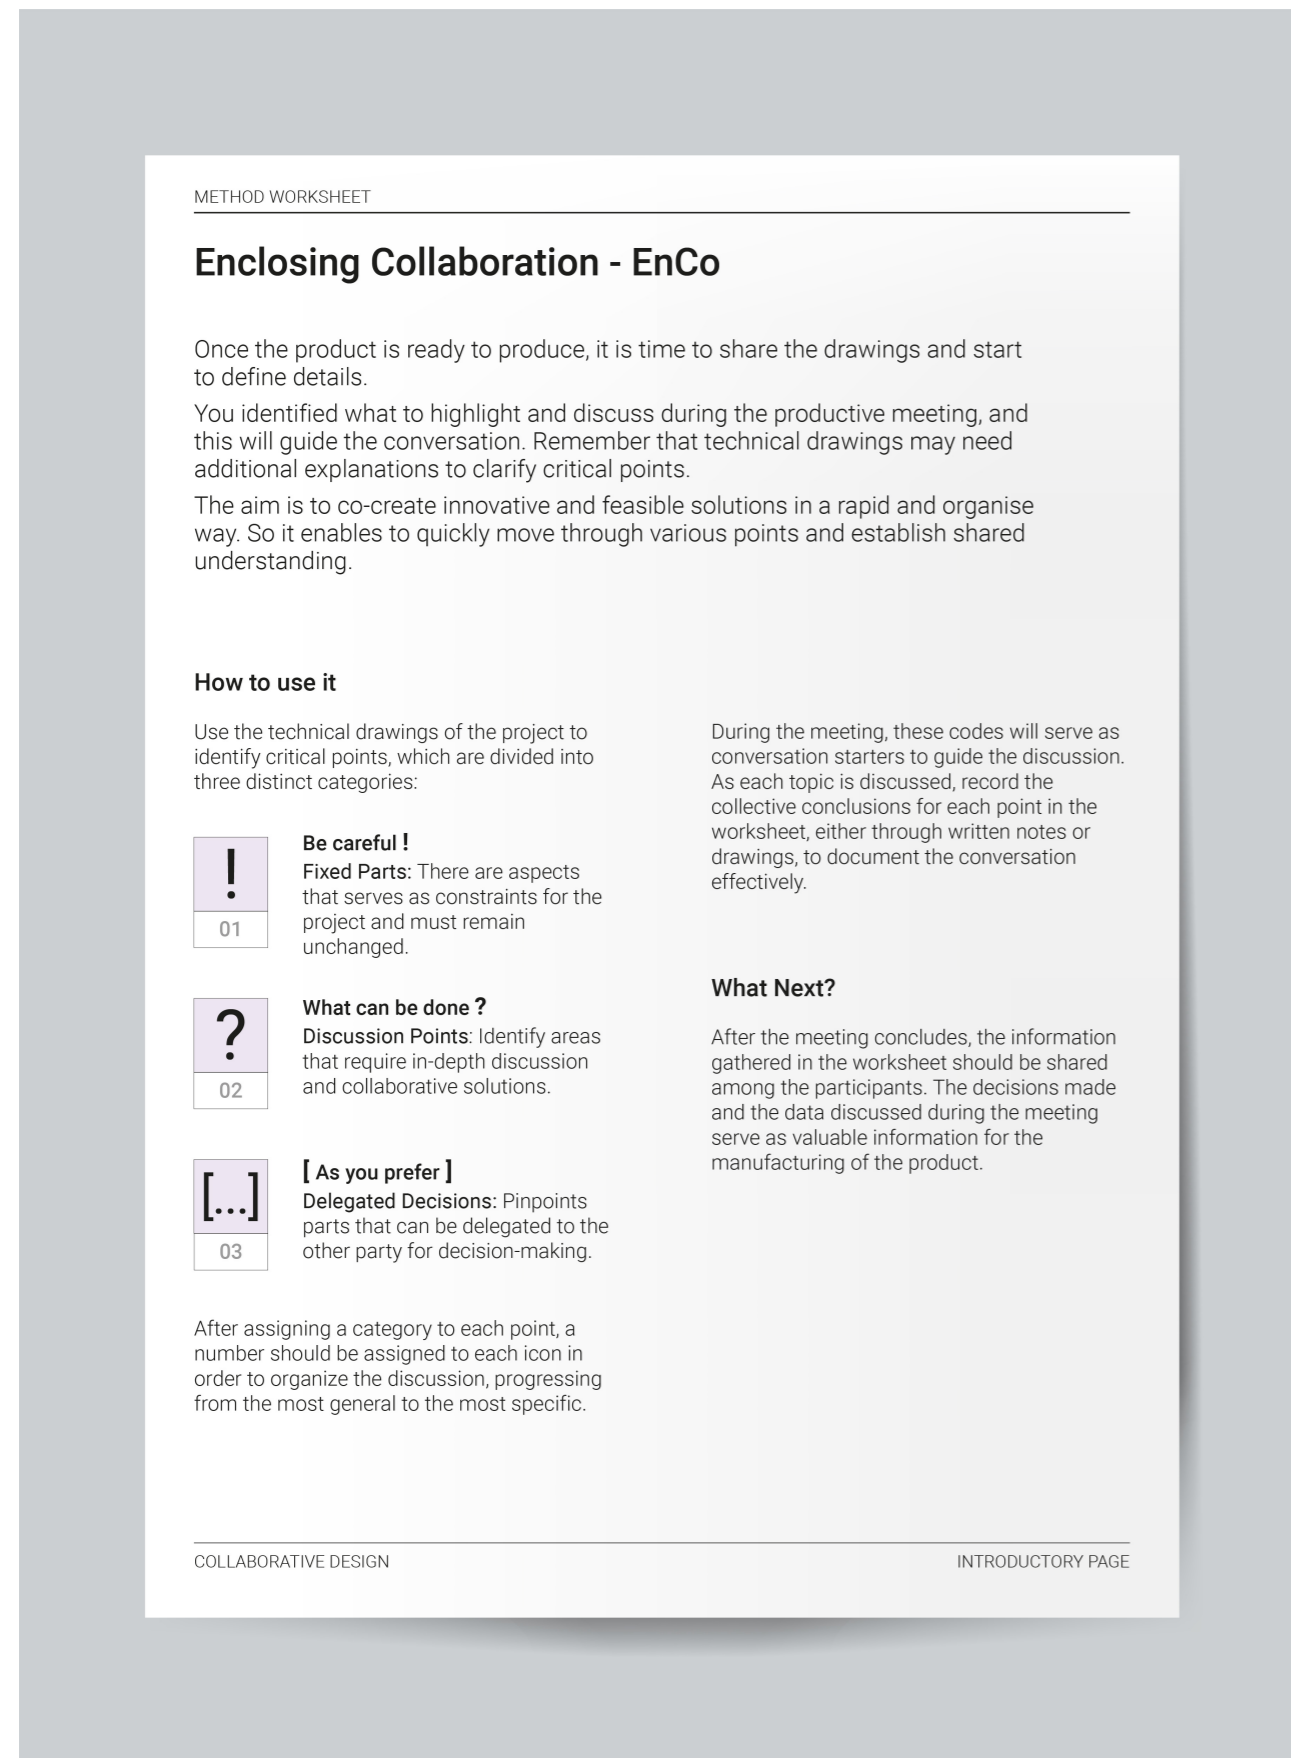 METHOD WORKSHEET
Enclosing Collaboration - EnCo
Once the product is ready to produce, it is time to share the drawings and start
to define details.
You identified what to highlight and discuss during the productive meeting, and
this will guide the conversation. Remember that technical drawings may need
additional explanations to clarify critical points.
The aim is to co-create innovative and feasible solutions in a rapid and organise
way. So it enables to quickly move through various points and establish shared
understanding.
How to use it
Use the technical drawings of the project to
identify critical points, which are divided into
three distinct categories:
!
01
Be careful !
Fixed Parts: There are aspects
that serves as constraints for the
project and must remain
unchanged.
?
02
What can be done ?
Discussion Points: Identify areas
that require in-depth discussion
and collaborative solutions.
[...]
03
[ As you prefer ]
Delegated Decisions: Pinpoints
parts that can be delegated to the
other party for decision-making.
After assigning a category to each point, a
number should be assigned to each icon in
order to organize the discussion, progressing
from the most general to the most specific.
During the meeting, these codes will serve as
conversation starters to guide the discussion.
As each topic is discussed, record the
collective conclusions for each point in the
worksheet, either through written notes or
drawings, to document the conversation
effectively.
What Next?
After the meeting concludes, the information
gathered in the worksheet should be shared
among the participants. The decisions made
and the data discussed during the meeting
serve as valuable information for the
manufacturing of the product.
COLLABORATIVE DESIGN
INTRODUCTORY PAGE